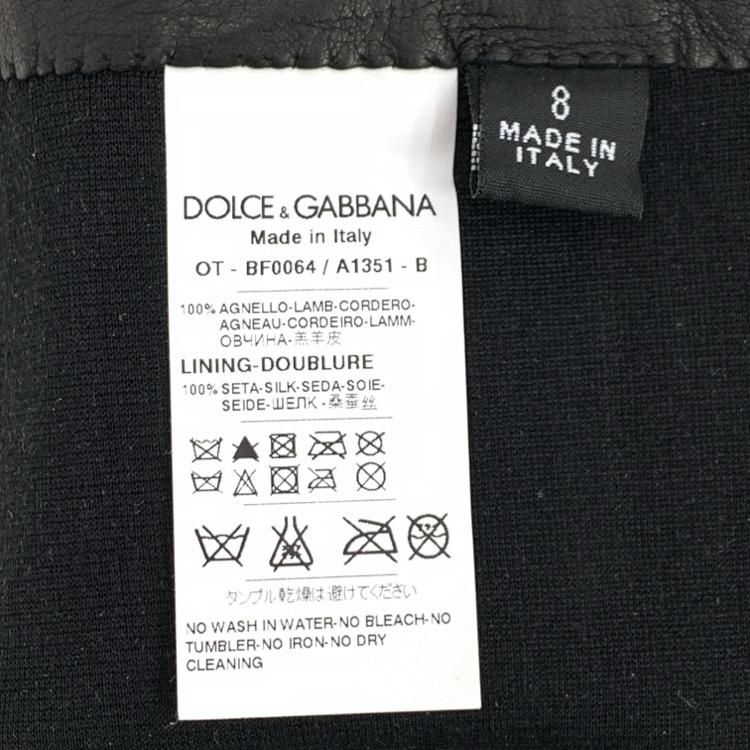 DOLCE & GABBANA
Made in Italy
OT - BF0064 / A1351 - B
100% AGNELLO-LAMB-CORDERO-
AGNEAU-CORDEIRO-LAMM-
ОВЧИНА-羔羊皮
LINING-DOUBLURE
100% SETA-SILK-SEDA-SOIE-
SEIDE-ШЕЛК-桑蚕丝
タンブル乾燥は避けてください
NO WASH IN WATER-NO BLEACH-NO
TUMBLER-NO IRON-NO DRY
CLEANING
8
MADE IN
ITALY